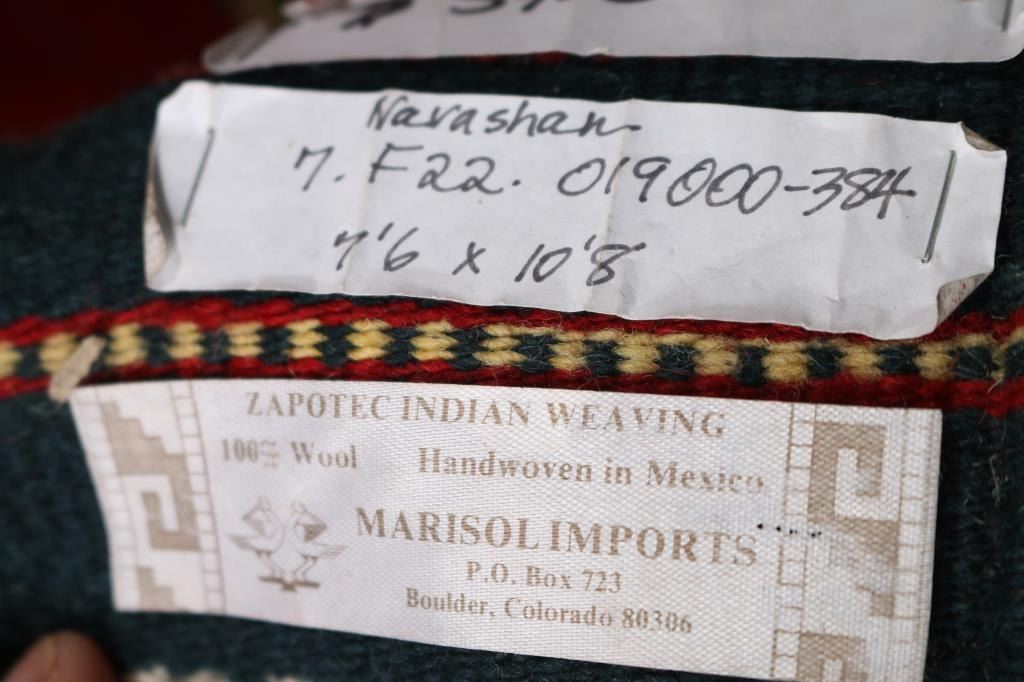 Navashan
7. F22. 019000-384
7'6 x 10'8
ZAPOTEC INDIAN WEAVING
100% Wool Handwoven in Mexico
MARISOL IMPORTS
P.O. Box 723
Boulder, Colorado 80306